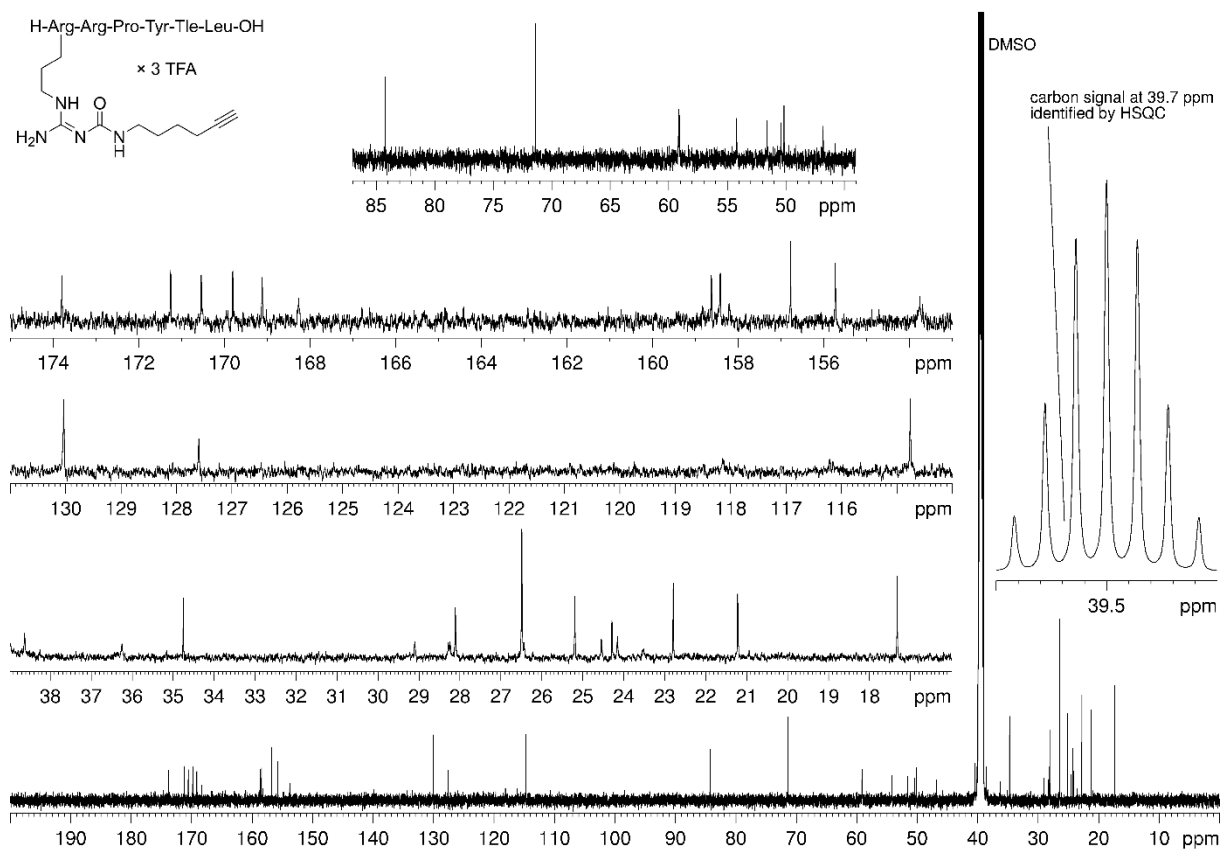 H-Arg-Arg-Pro-Tyr-Tle-Leu-OH
× 3 TFA
NH
O
H2N
N
N
H
85 80 75 70 65 60 55 50 ppm
DMSO
carbon signal at 39.7 ppm
identified by HSQC
174 172 170 168 166 164 162 160 158 156 ppm
130 129 128 127 126 125 124 123 122 121 120 119 118 117 116 ppm
39.5 ppm
38 37 36 35 34 33 32 31 30 29 28 27 26 25 24 23 22 21 20 19 18 ppm
190 180 170 160 150 140 130 120 110 100 90 80 70 60 50 40 30 20 10 ppm